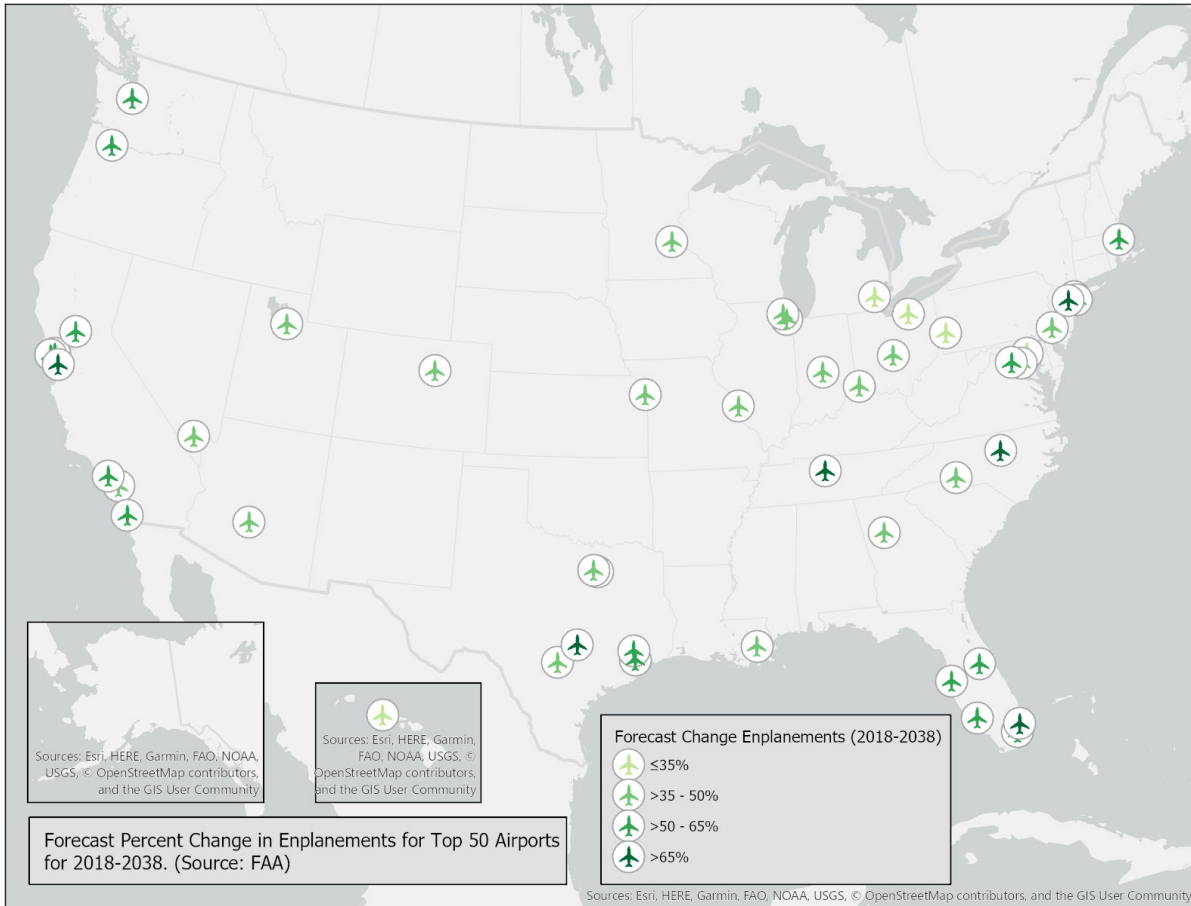 Sources: Esri, HERE, Garmin, FAO, NOAA,
USGS, © OpenStreetMap contributors,
and the GIS User Community
Sources: Esri, HERE, Garmin,
FAO, NOAA, USGS, ©
OpenStreetMap contributors,
and the GIS User Community
Forecast Change Enplanements (2018-2038)
≤35%
>35 - 50%
>50 - 65%
>65%
Forecast Percent Change in Enplanements for Top 50 Airports
for 2018-2038. (Source: FAA)
Sources: Esri, HERE, Garmin, FAO, NOAA, USGS, © OpenStreetMap contributors, and the GIS User Community